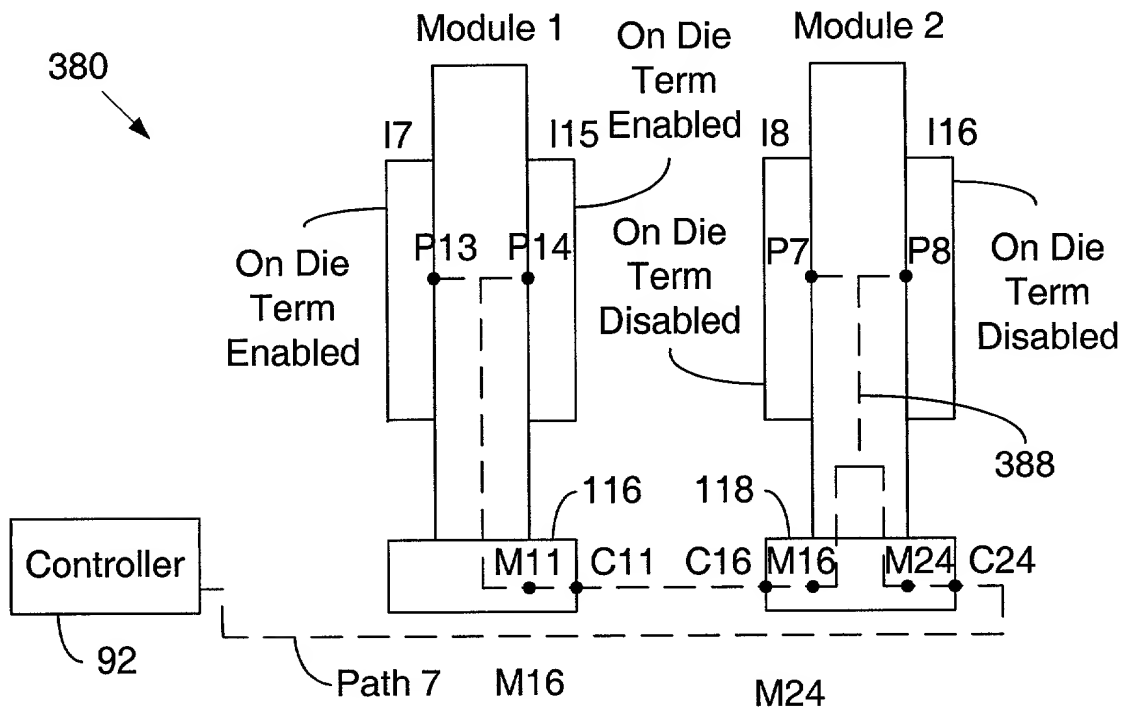 Module 1
On Die
Term
Enabled
Module 2
380
I7
I15
I8
I16
P13
P14
P7
P8
On Die
Term
Enabled
On Die
Term
Disabled
On Die
Term
Disabled
388
116
118
Controller
M11
C11
C16
M16
M24
C24
92
Path 7
M16
M24